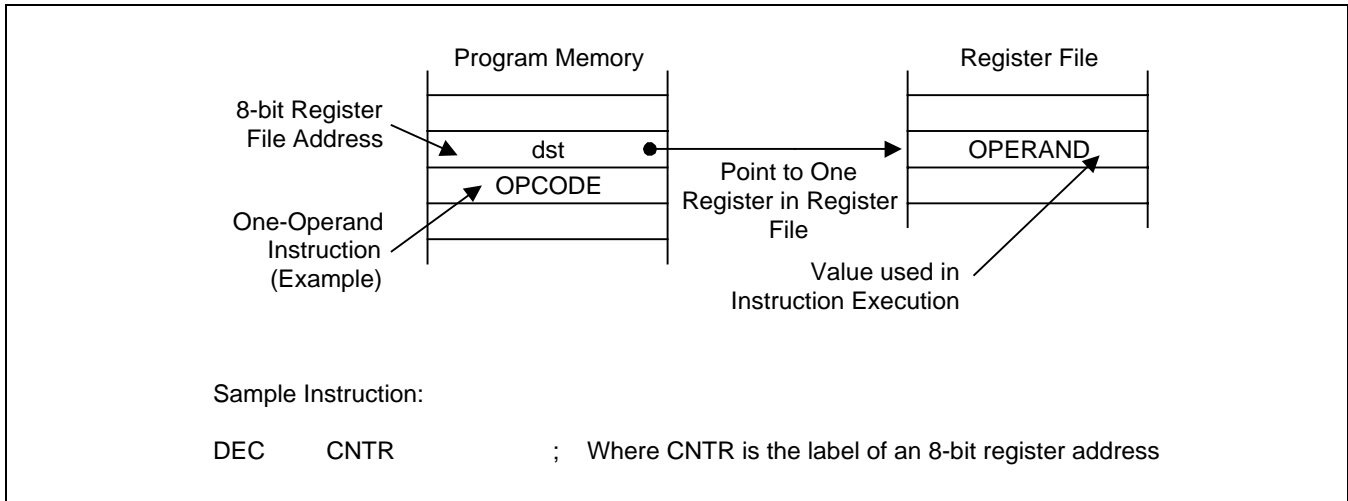 Program Memory
Register File
8-bit Register
File Address
dst
OPERAND
OPCODE
Point to One
Register in Register
File
One-Operand
Instruction
(Example)
Value used in
Instruction Execution
Sample Instruction:
DEC CNTR ; Where CNTR is the label of an 8-bit register address